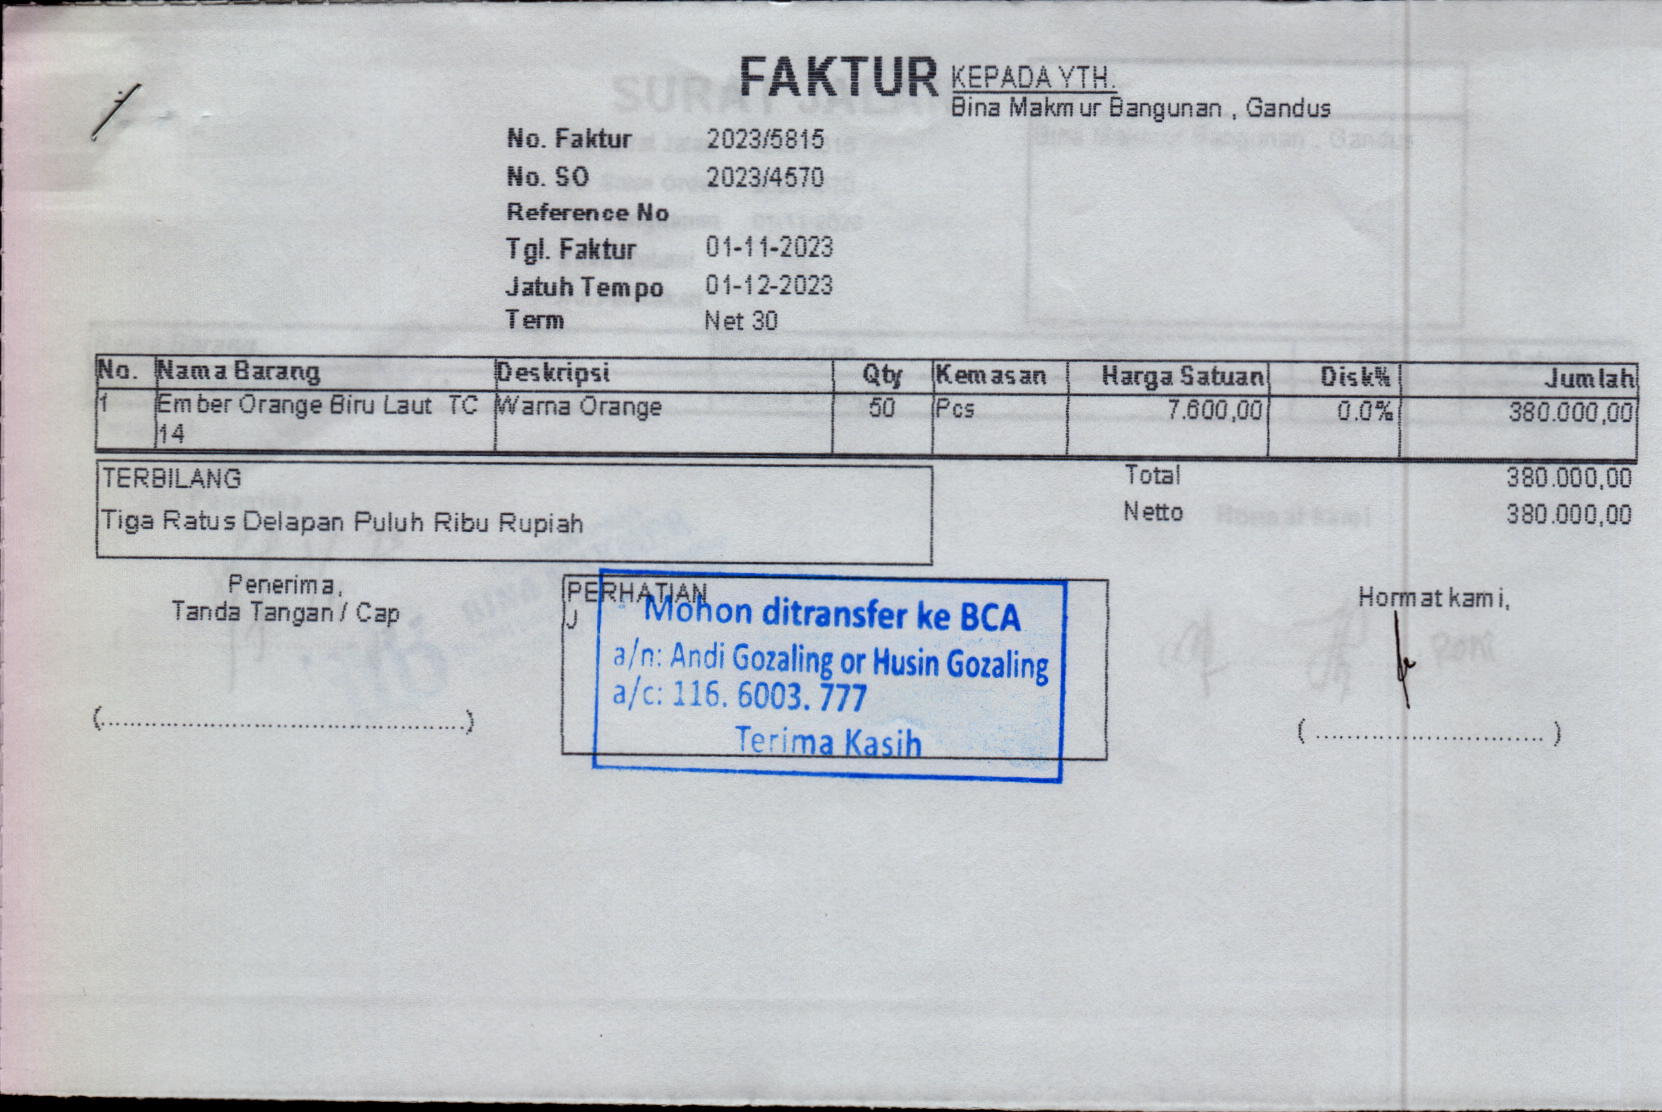 FAKTUR
KEPADA YTH.
Bina Makmur Bangunan , Gandus
No. Faktur 2023/5815
No. SO 2023/4570
Reference No
Tgl. Faktur 01-11-2023
Jatuh Tempo 01-12-2023
Term Net 30
No. Nama Barang Deskripsi Qty Kemasan Harga Satuan Disk% Jumlah
1 Ember Orange Biru Laut TC Warna Orange 50 Pcs 7.600,00 0.0% 380.000,00
14
TERBILANG
Tiga Ratus Delapan Puluh Ribu Rupiah
Total 380.000,00
Netto 380.000,00
Penerima,
Tanda Tangan / Cap
(..........................................)
PERHATIAN
Mohon ditransfer ke BCA
a/n: Andi Gozaling or Husin Gozaling
a/c: 116. 6003. 777
Terima Kasih
Hormat kami,
( ........................... )